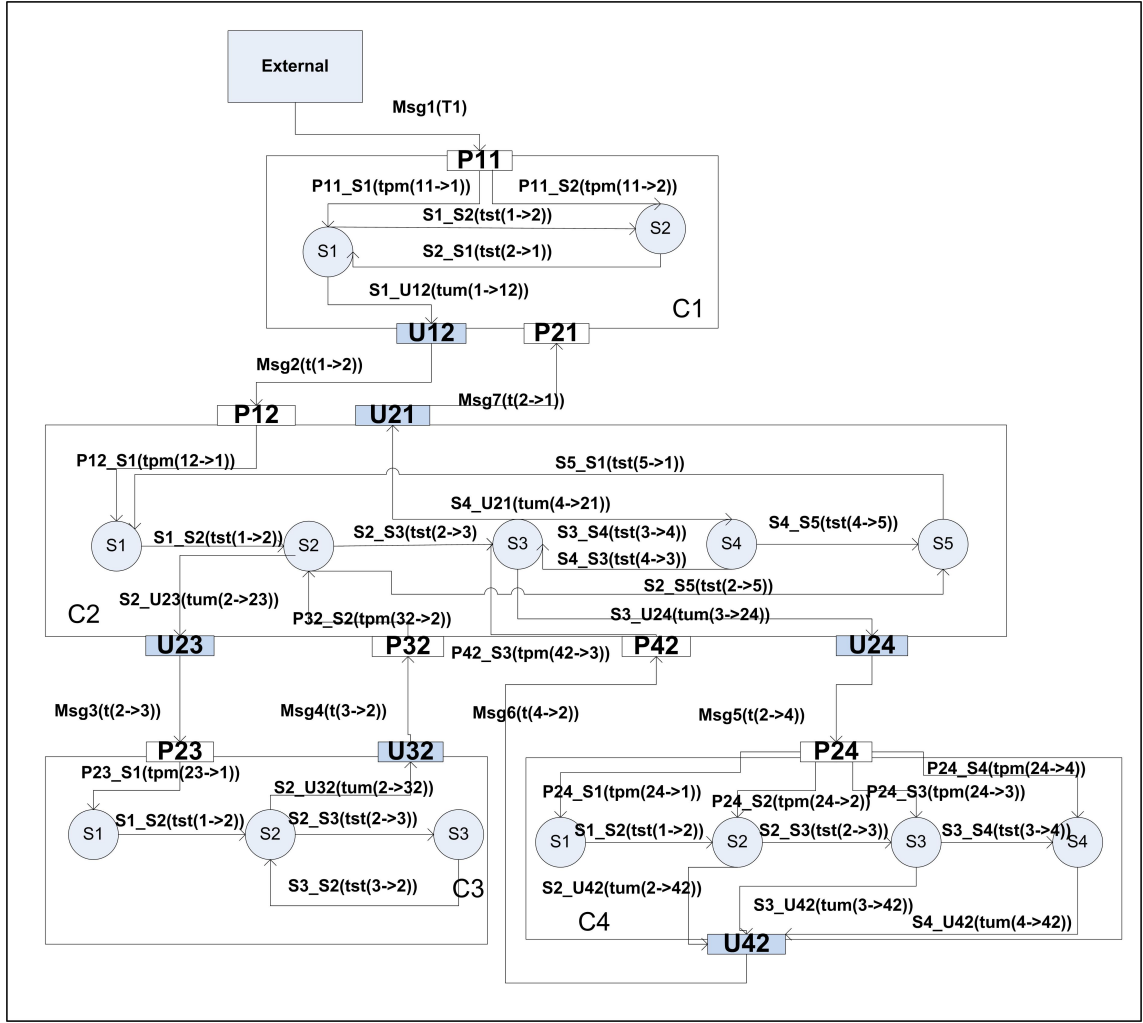 External
Msg1(T1)
P11
P11_S1(tpm(11->1))
P11_S2(tpm(11->2))
S1_S2(tst(1->2))
S2
S1
S2_S1(tst(2->1))
S1_U12(tum(1->12))
C1
U12
P21
Msg2(t(1->2))
Msg7(t(2->1))
P12
U21
P12_S1(tpm(12->1))
S5_S1(tst(5->1))
S4_U21(tum(4->21))
S1
S1_S2(tst(1->2))
S2
S2_S3(tst(2->3)
S3
S3_S4(tst(3->4))
S4_S3(tst(4->3))
S4
S4_S5(tst(4->5))
S5
S2_S5(tst(2->5))
S2_U23(tum(2->23))
C2
P32_S2(tpm(32->2))
S3_U24(tum(3->24))
U23
P32
P42_S3(tpm(42->3))
P42
U24
Msg3(t(2->3))
Msg4(t(3->2))
Msg6(t(4->2))
Msg5(t(2->4))
P23
U32
P24
P23_S1(tpm(23->1))
S2_U32(tum(2->32))
S1
S1_S2(tst(1->2))
S2
S2_S3(tst(2->3))
S3
S3_S2(tst(3->2))
C3
P24_S4(tpm(24->4))
P24_S1(tpm(24->1))
P24_S2(tpm(24->2))
P24_S3(tpm(24->3))
S1
S1_S2(tst(1->2))
S2
S2_S3(tst(2->3))
S3
S3_S4(tst(3->4))
S4
S2_U42(tum(2->42))
S3_U42(tum(3->42))
S4_U42(tum(4->42))
C4
U42